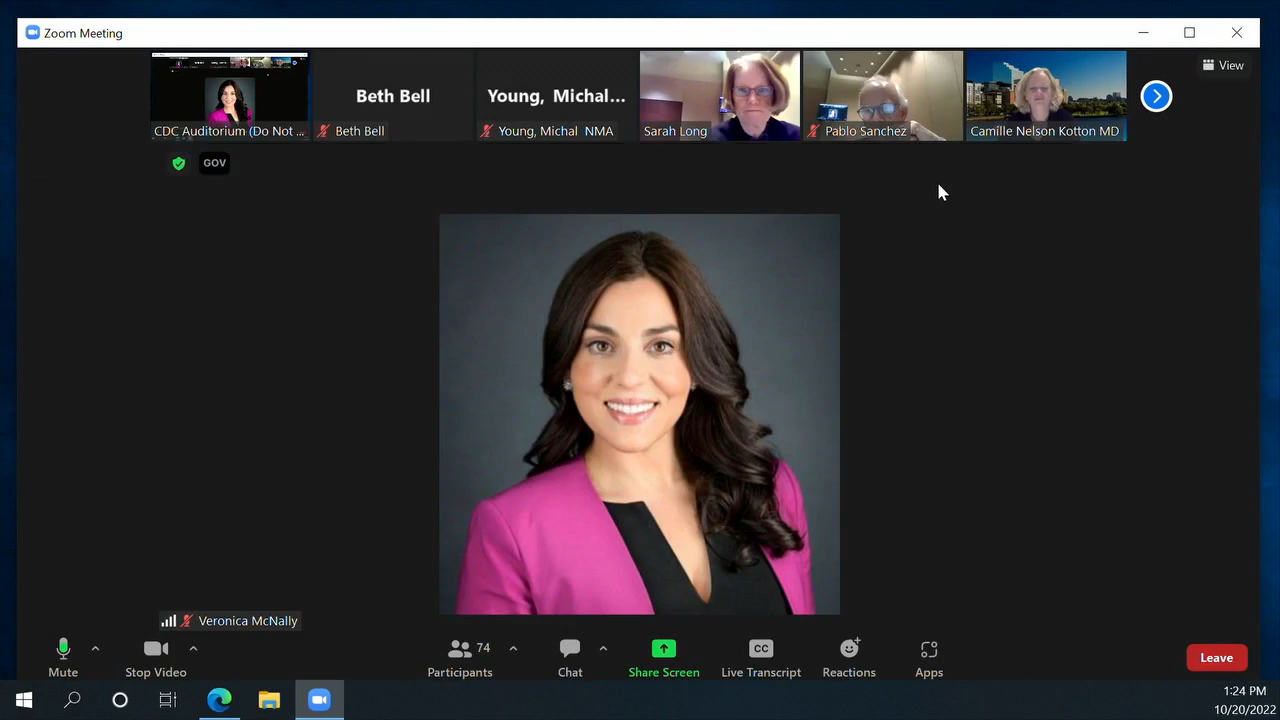 Zoom Meeting
Beth Bell
Young, Michal...
View
CDC Auditorium (Do Not ...
Beth Bell
Young, Michal NMA
Sarah Long
Pablo Sanchez
Camille Nelson Kotton MD
GOV
Veronica McNally
74
CC
Mute
Stop Video
Participants
Chat
Share Screen
Live Transcript
Reactions
Apps
Leave
1:24 PM
10/20/2022